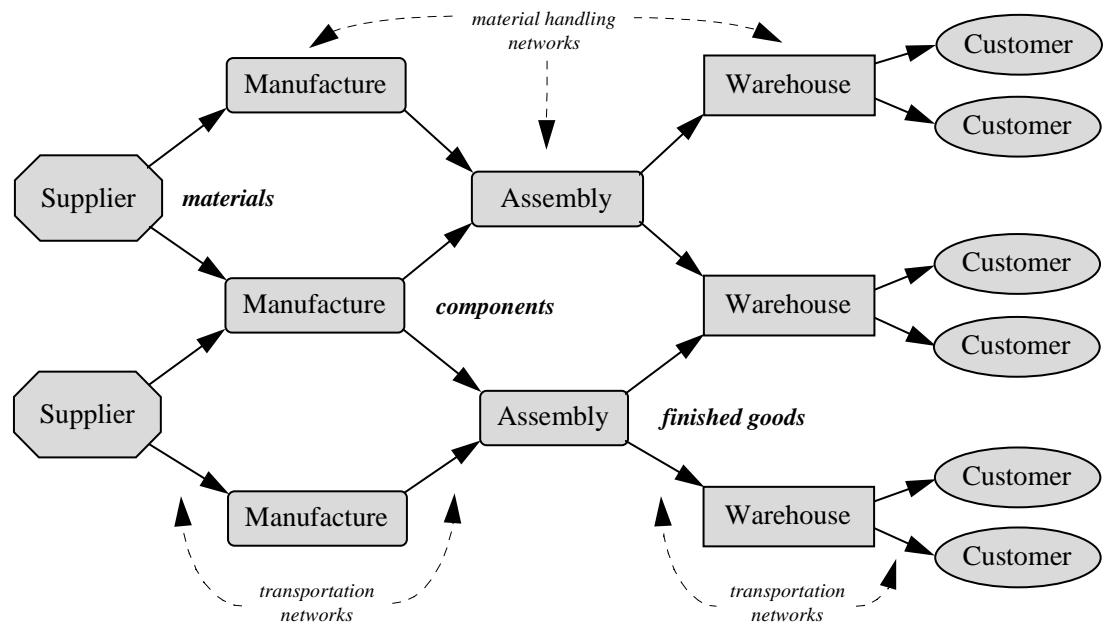 material handling
networks
Customer
Manufacture
Warehouse
Customer
Supplier
materials
Assembly
Customer
Manufacture
components
Warehouse
Customer
Supplier
Assembly
finished goods
Customer
Manufacture
Warehouse
Customer
transportation
networks
transportation
networks